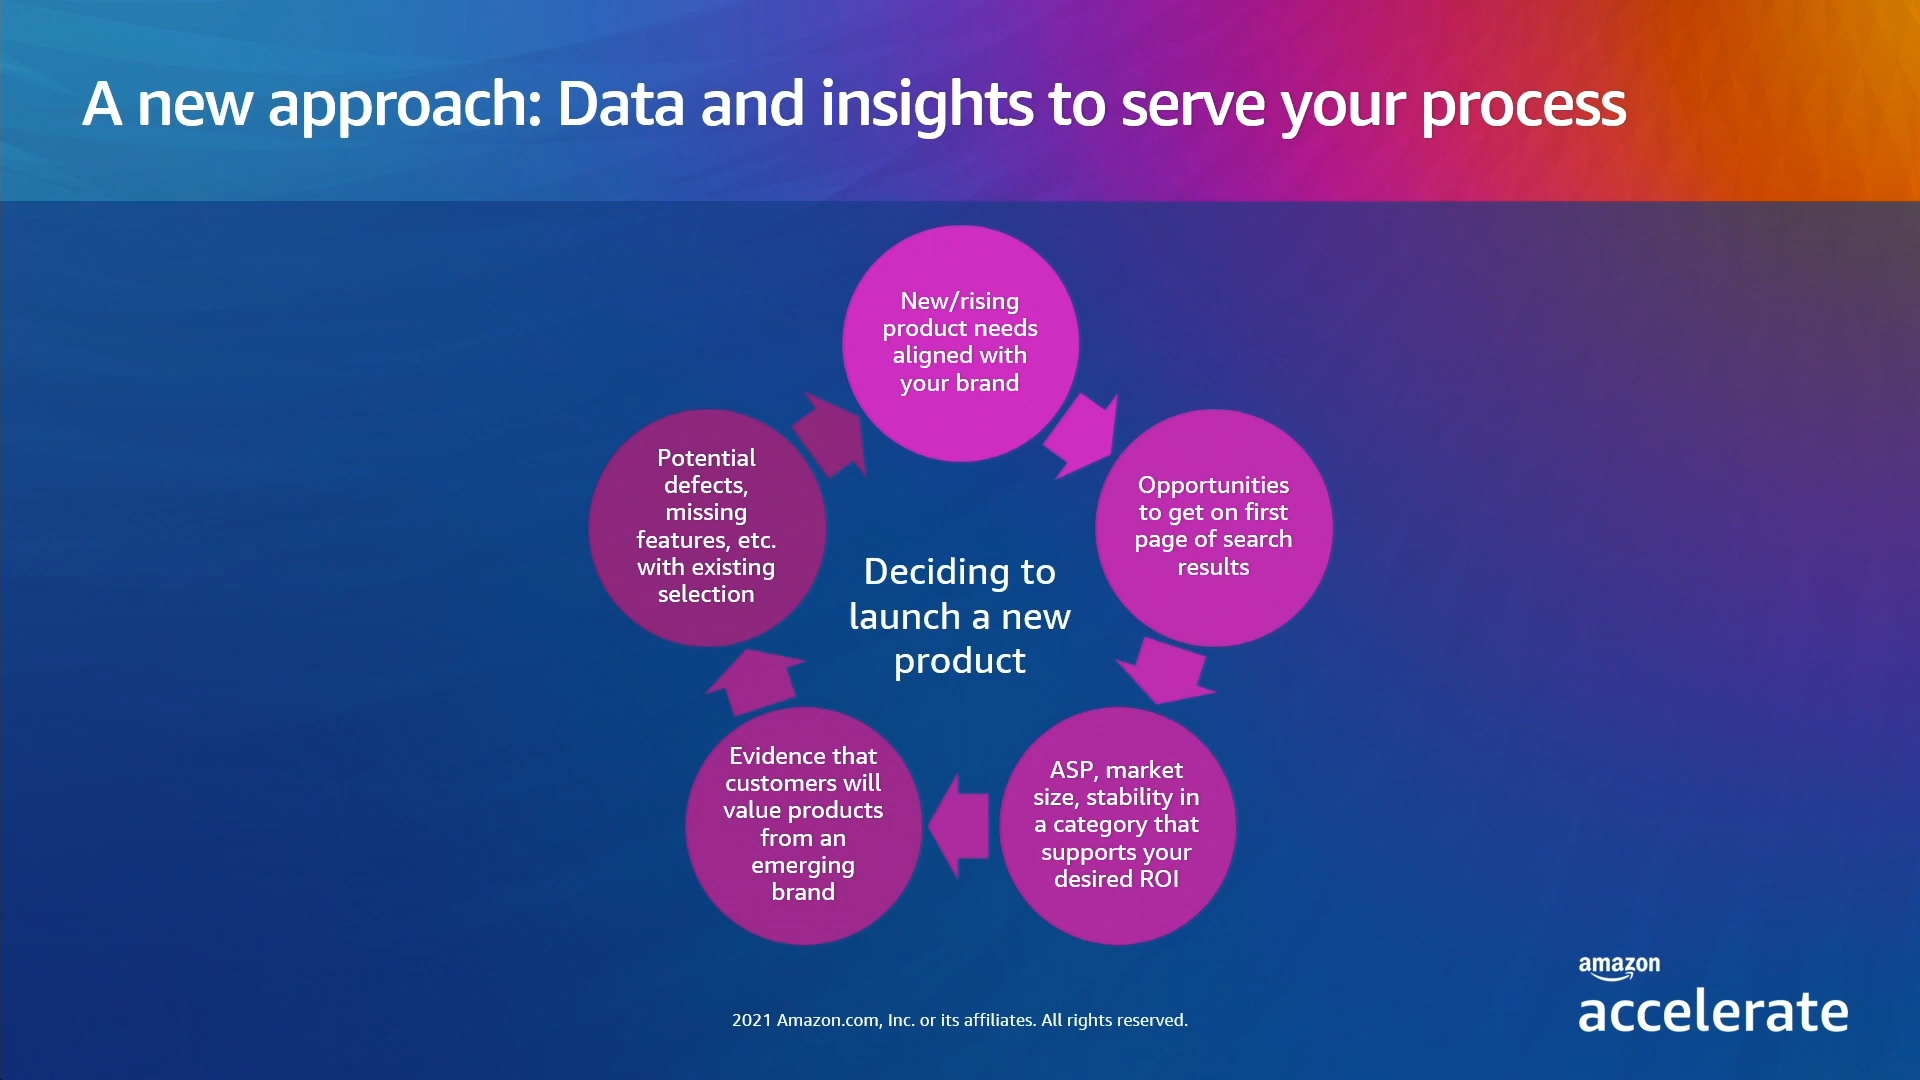 A new approach: Data and insights to serve your process
New/rising
product needs
aligned with
your brand
Opportunities
to get on first
page of search
results
ASP, market
size, stability in
a category that
supports your
desired ROI
Evidence that
customers will
value products
from an
emerging
brand
Potential
defects,
missing
features, etc.
with existing
selection
Deciding to
launch a new
product
2021 Amazon.com, Inc. or its affiliates. All rights reserved.
amazon
accelerate